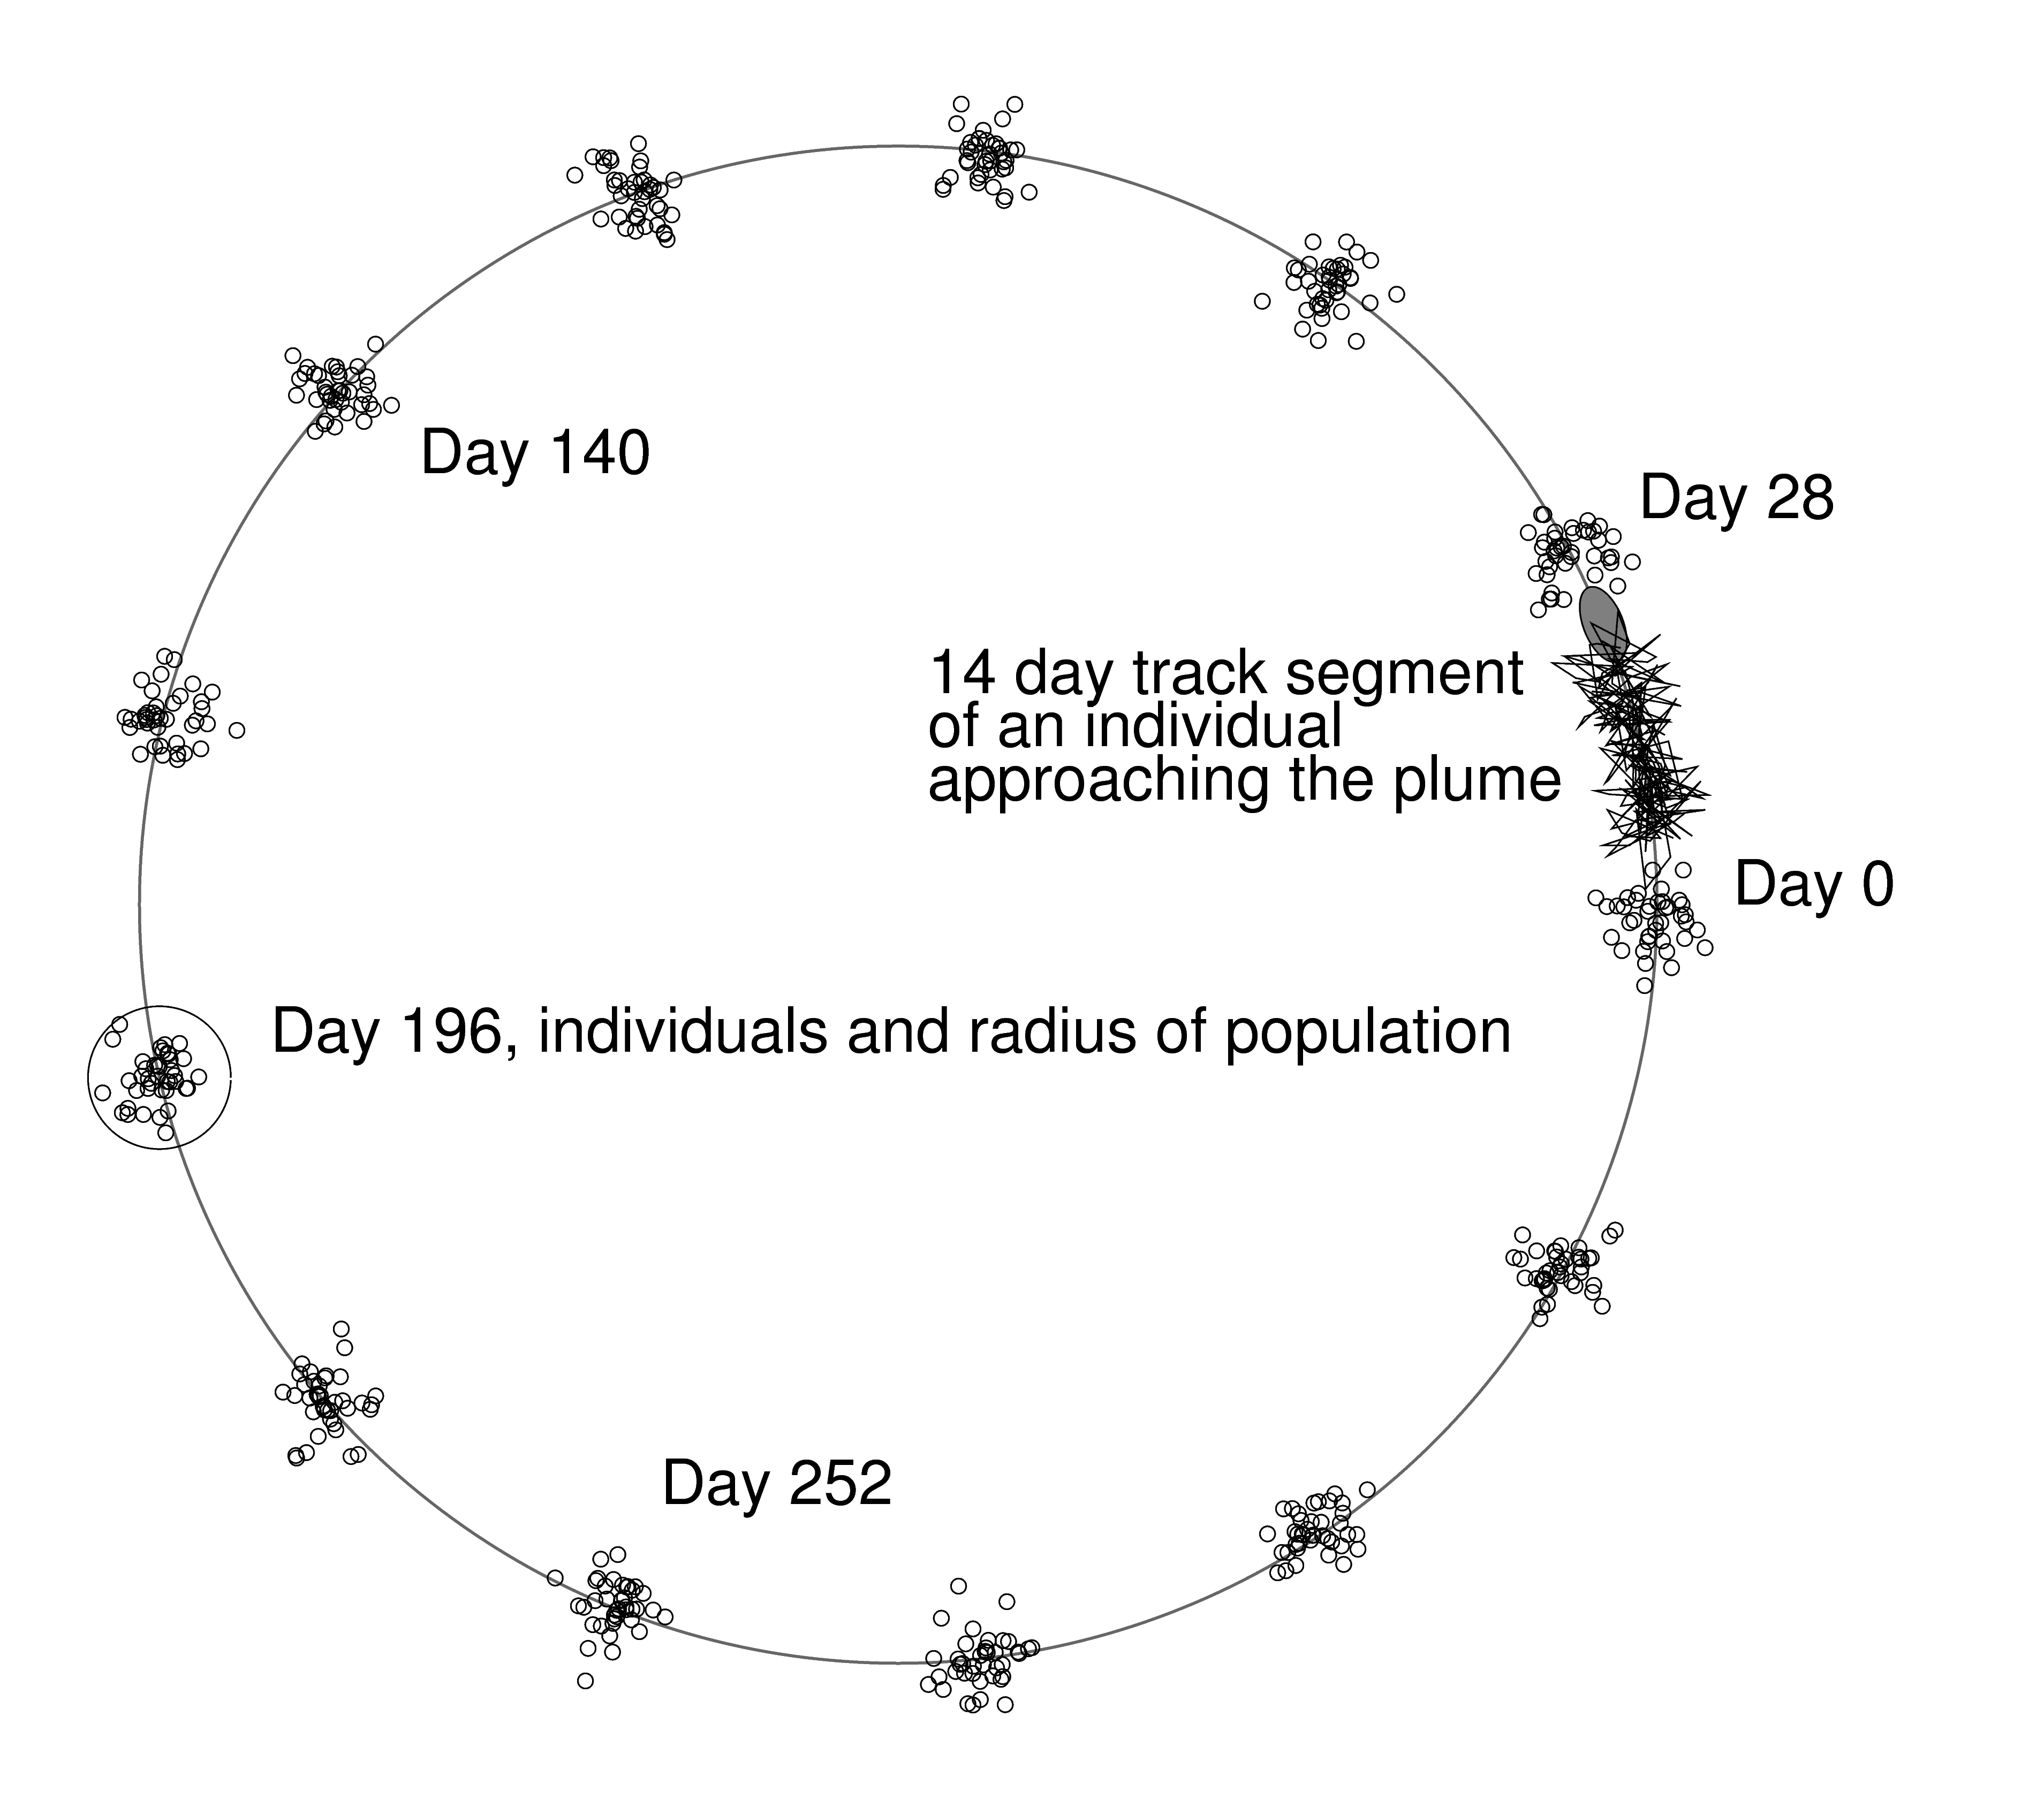 Day 140
Day 28
14 day track segment
of an individual
approaching the plume
Day 0
Day 196, individuals and radius of population
Day 252